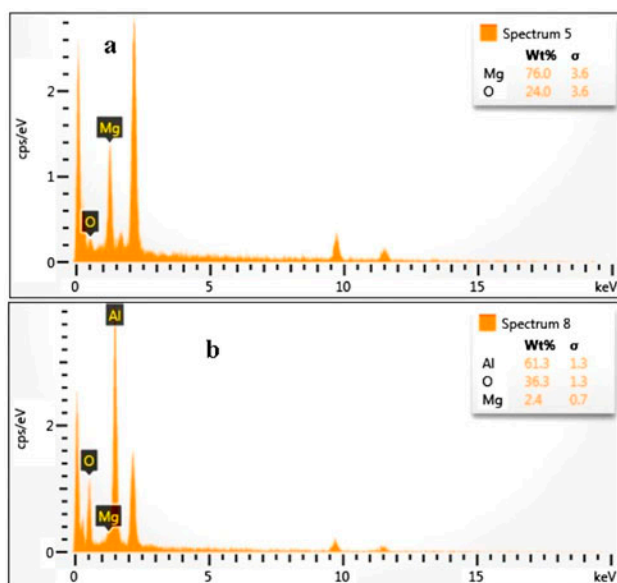 a
Spectrum 5
Wt% σ
Mg 76.0 3.6
O 24.0 3.6
cps/eV
2
1
0
Mg
O
0 5 10 15 keV
b
Spectrum 8
Wt% σ
Al 61.3 1.3
O 36.3 1.3
Mg 2.4 0.7
Al
cps/eV
2
0
O
Mg
0 5 10 15 keV